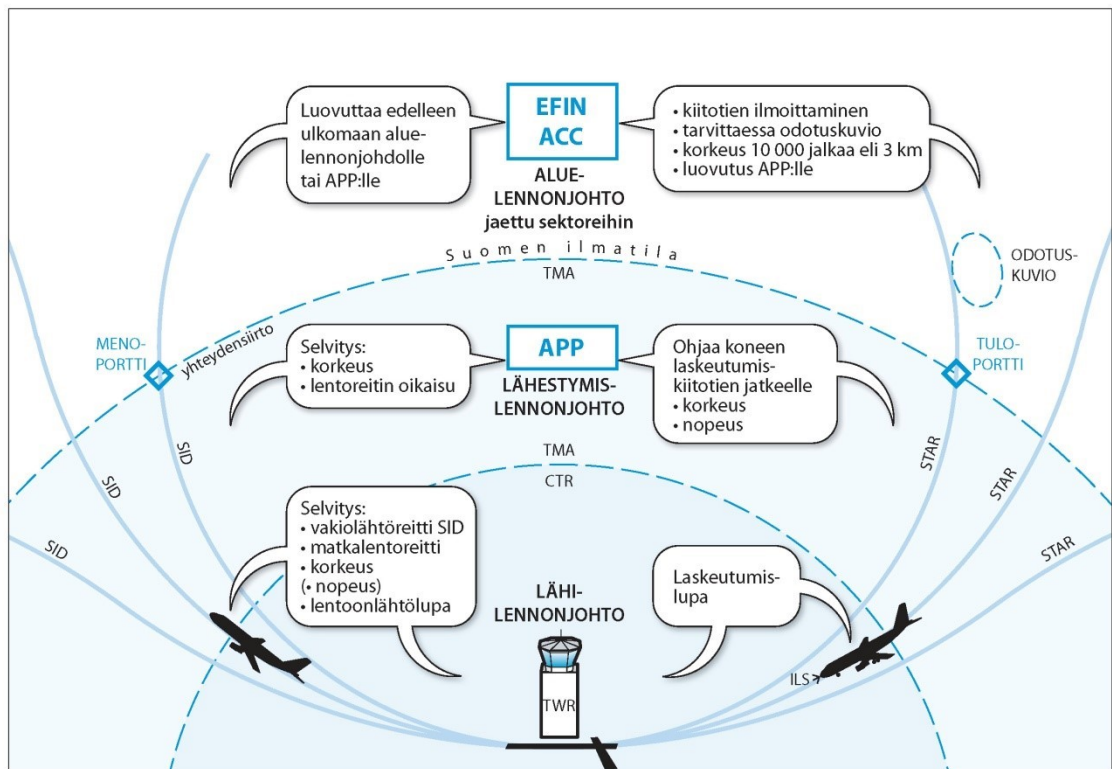 Luovuttaa edelleen
ulkomaan alue-
lennonjohdolle
tai APP:lle
EFIN
ACC
ALUE-
LENNONJOHTO
jaettu sektoreihin
• kiitotien ilmoittaminen
• tarvittaessa odotuskuvio
• korkeus 10 000 jalkaa eli 3 km
• luovutus APP:lle
Suomen ilmatila
TMA
ODOTUS-
KUVIO
MENO-
PORTTI
yhteydensiirto
Selvitys:
• korkeus
• lentoreitin oikaisu
APP
LÄHESTYMIS-
LENNONJOHTO
Ohjaa koneen
laskeutumis-
kiitotien jatkeelle
• korkeus
• nopeus
TULO-
PORTTI
SID
SID
SID
TMA
CTR
STAR
STAR
STAR
Selvitys:
• vakiolähtöreitti SID
• matkalentoreitti
• korkeus
(• nopeus)
• lentoonlähtölupa
LÄHI-
LENNONJOHTO
Laskeutumis-
lupa
ILS
TWR